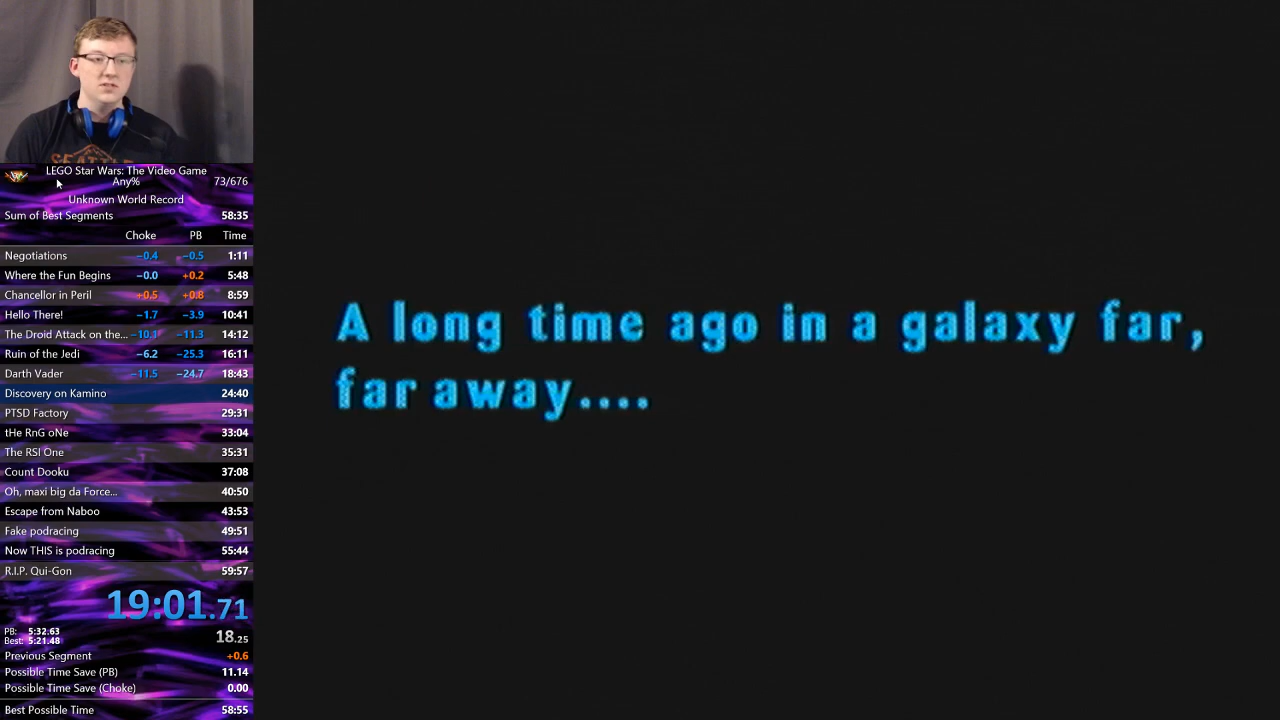 LEGO Star Wars: The Video Game
Any% 73/676
Unknown World Record
Sum of Best Segments 58:35
Choke PB Time
Negotiations −0.4 −0.5 1:11
Where the Fun Begins −0.0 +0.2 5:48
Chancellor in Peril +0.5 +0.8 8:59
Hello There! −1.7 −3.9 10:41
The Droid Attack on the... −10.1 −11.3 14:12
Ruin of the Jedi −6.2 −25.3 16:11
Darth Vader −11.5 −24.7 18:43
Discovery on Kamino 24:40
PTSD Factory 29:31
tHe RnG oNe 33:04
The RSI One 35:31
Count Dooku 37:08
Oh, maxi big da Force... 40:50
Escape from Naboo 43:53
Fake podracing 49:51
Now THIS is podracing 55:44
R.I.P. Qui-Gon 59:57
19:01.71
PB: 5:32.63
Best: 5:21.48
18.25
Previous Segment +0.6
Possible Time Save (PB) 11.14
Possible Time Save (Choke) 0.00
Best Possible Time 58:55
A long time ago in a galaxy far,
far away....